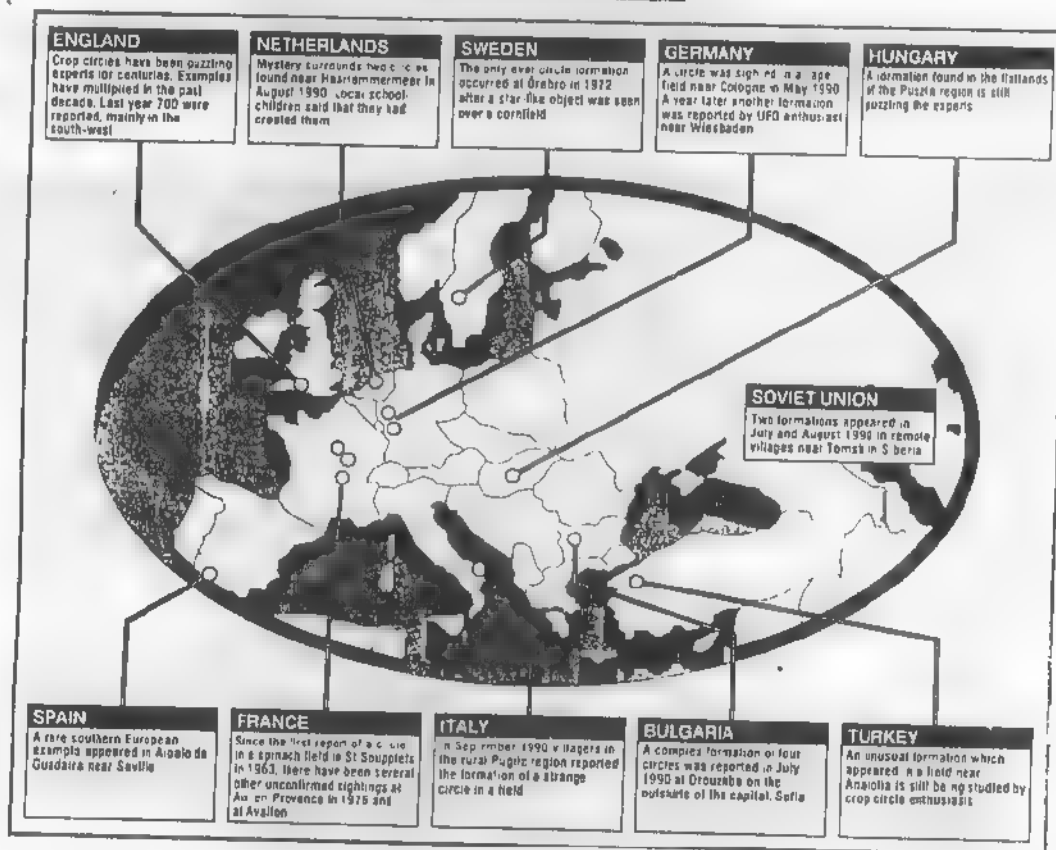 ENGLAND
Crop circles have been puzzling
experts for centuries. Examples
have multiplied in the past
decade. Last year 700 were
reported, mainly in the
south-west
NETHERLANDS
Mystery surrounds two circles
found near Haarlemmermeer in
August 1990. Local school-
children said that they had
created them
SWEDEN
The only ever circle formation
occurred at Örebro in 1972
after a star-like object was seen
over a cornfield
GERMANY
A circle was sighted in a rape
field near Cologne in May 1990
A year later another formation
was reported by UFO enthusiast
near Wiesbaden
HUNGARY
A formation found in the flatlands
of the Puszta region is still
puzzling the experts
SOVIET UNION
Two formations appeared in
July and August 1990 in remote
villages near Tomsk in Siberia
SPAIN
A rare southern European
example appeared in
Guadaira near Seville
FRANCE
Since the first report of a circle
in a spinach field in St Soupplets
in 1963, there have been several
other unconfirmed sightings at
Aix en Provence in 1976 and
at Avallon
ITALY
In September 1990 villagers in
the rural region reported
the formation of a strange
circle in a field
BULGARIA
A complex formation of four
circles was reported in July
1990 at Drouzhba on the
outskirts of the capital, Sofia
TURKEY
An unusual formation which
appeared in a field near
Anatolia is still being studied by
crop circle enthusiasts